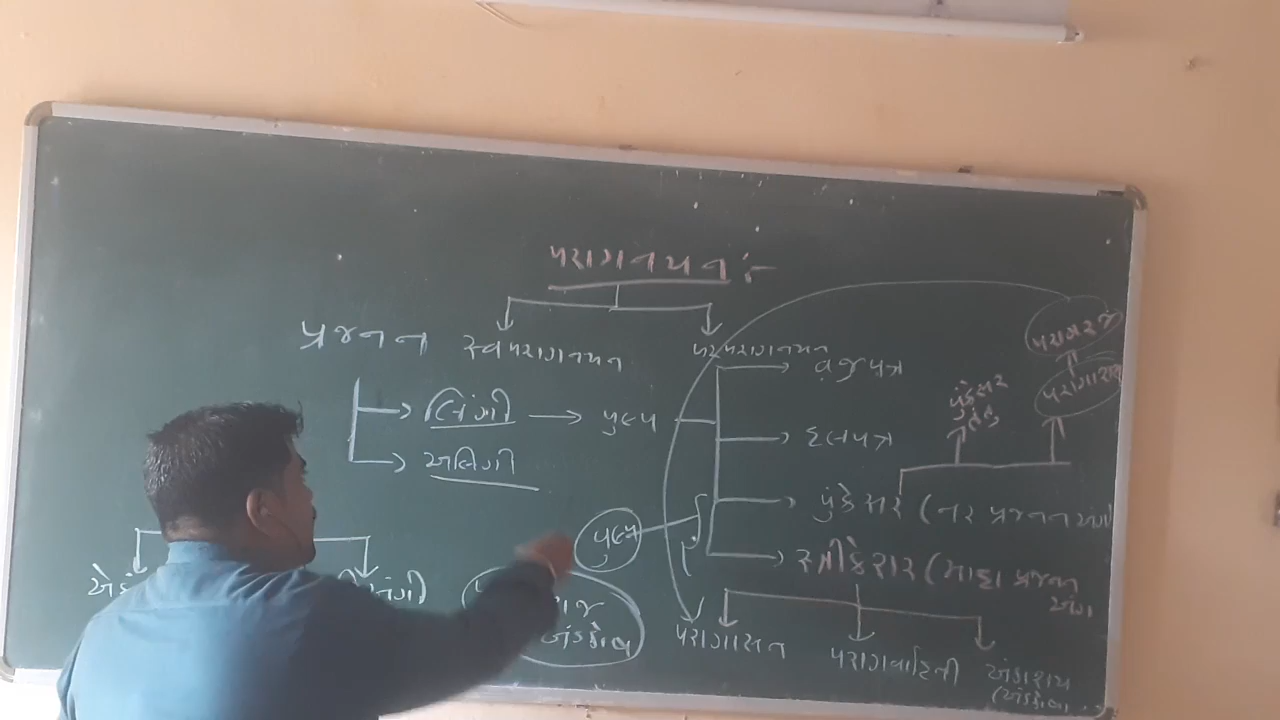 પરાગનયન :-
પ્રજનન
સ્વપરાગનયન
પરપરાગનયન
પરાગરજ
પરાગાશય
પુંકેસર
તંતુ
વજ્રપત્ર
લિંગી
પુષ્પ
દલપત્ર
અલિંગી
પુંકેસર (નર પ્રજનન અંગ)
પુષ્પ
સ્ત્રીકેસર (માદા પ્રજનન
અંગ
પરાગાસન
પરાગવાહિની
અંડાશય
(અંડકોષ
અંડકોષ